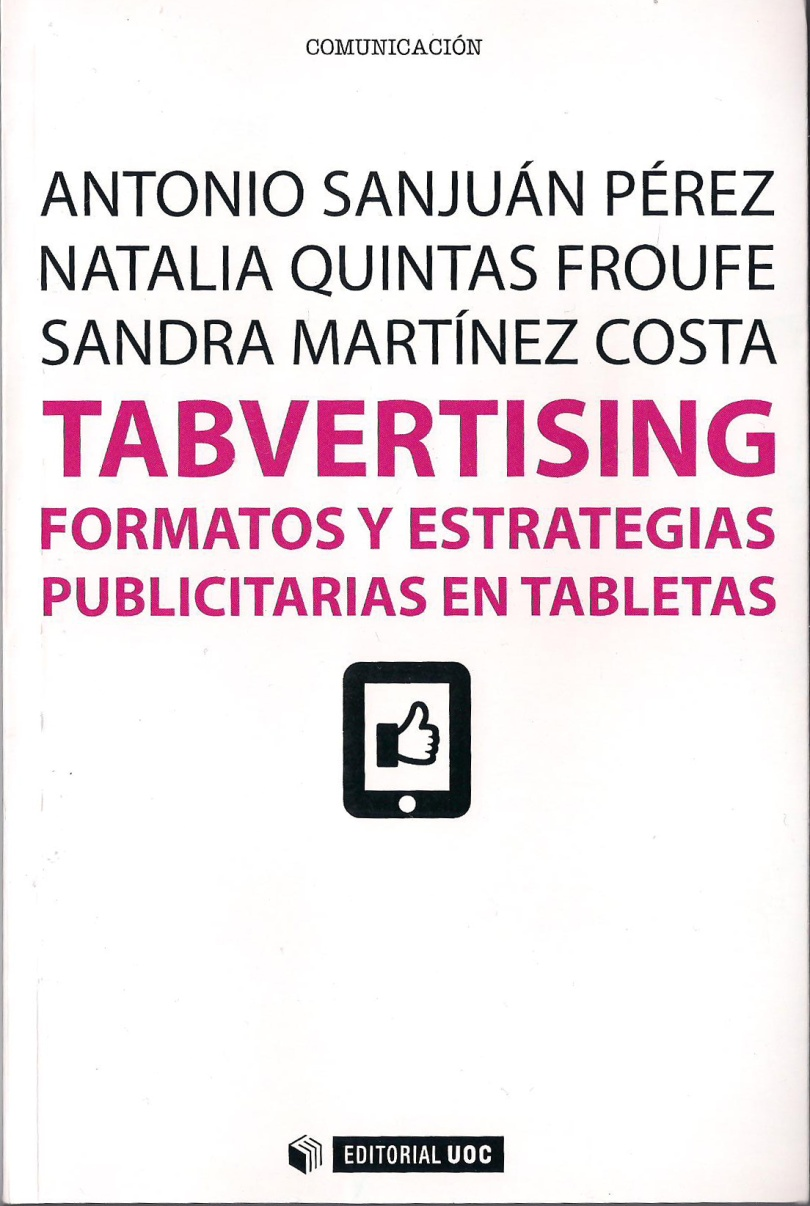 COMUNICACIÓN
ANTONIO SANJUÁN PÉREZ
NATALIA QUINTAS FROUFE
SANDRA MARTÍNEZ COSTA
TABVERTISING
FORMATOS Y ESTRATEGIAS
PUBLICITARIAS EN TABLETAS
EDITORIAL UOC